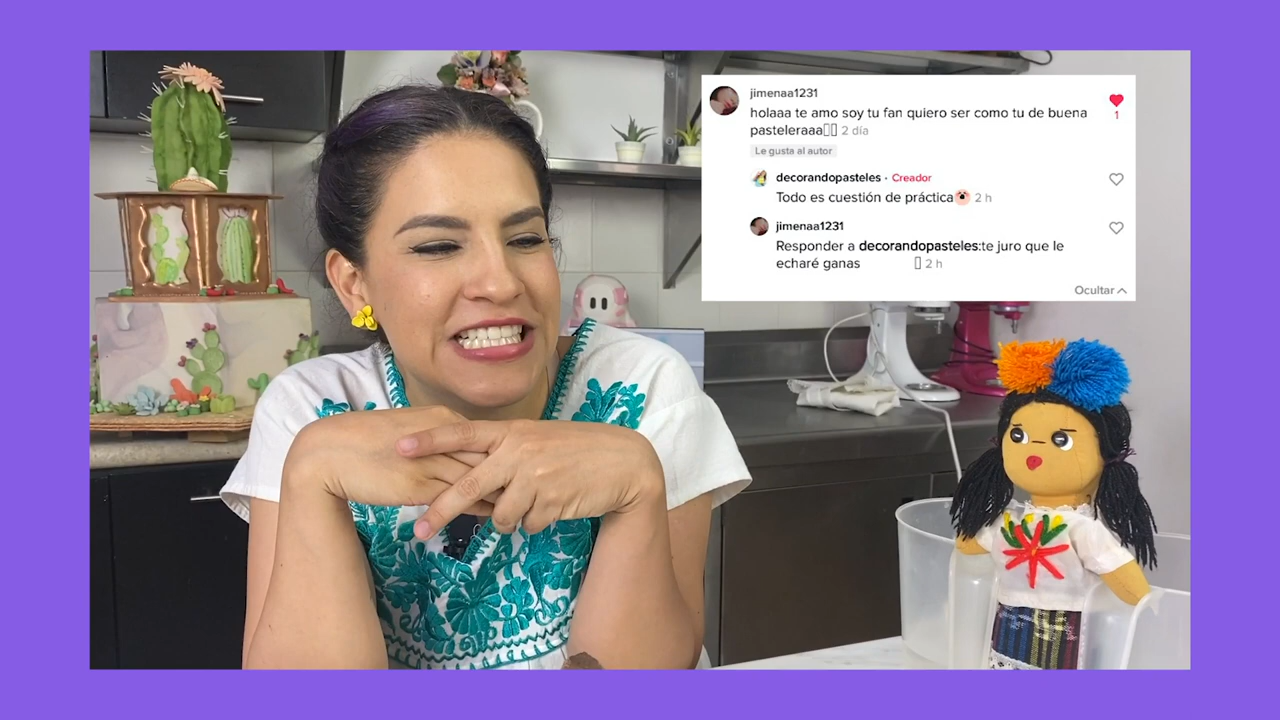 jimenaa1231
holaaa te amo soy tu fan quiero ser como tu de buena
pasteleraaa 2 día
1
Le gusta al autor
decorandopasteles · Creador
Todo es cuestión de práctica 2 h
jimenaa1231
Responder a decorandopasteles:te juro que le
echaré ganas 2 h
Ocultar